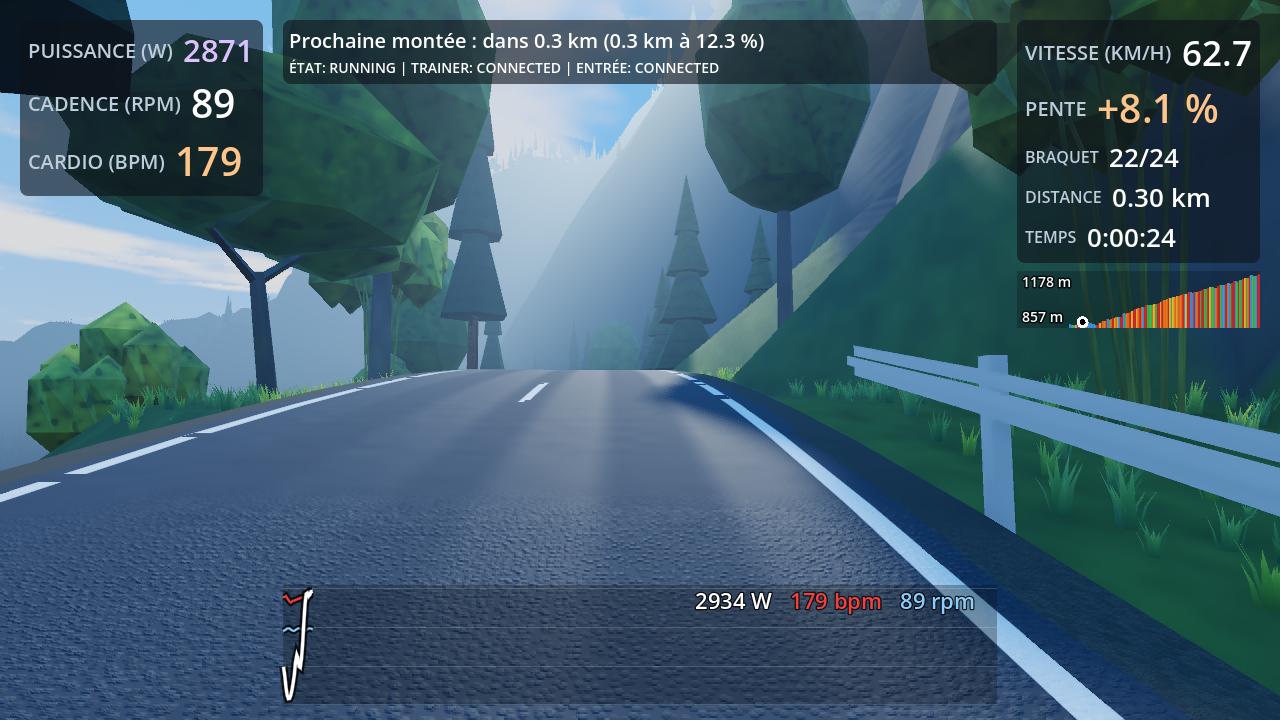 PUISSANCE (W) 2871
CADENCE (RPM) 89
CARDIO (BPM) 179
Prochaine montée : dans 0.3 km (0.3 km à 12.3 %)
ÉTAT: RUNNING | TRAINER: CONNECTED | ENTRÉE: CONNECTED
VITESSE (KM/H) 62.7
PENTE +8.1 %
BRAQUET 22/24
DISTANCE 0.30 km
TEMPS 0:00:24
1178 m
857 m
2934 W 179 bpm 89 rpm